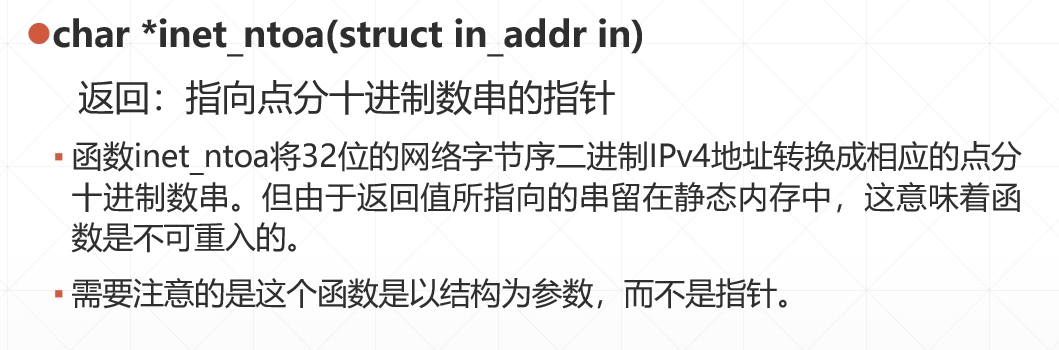 ●char *inet_ntoa(struct in_addr in)
返回：指向点分十进制数串的指针
▪函数inet_ntoa将32位的网络字节序二进制IPv4地址转换成相应的点分
十进制数串。但由于返回值所指向的串留在静态内存中，这意味着函
数是不可重入的。
▪需要注意的是这个函数是以结构为参数，而不是指针。